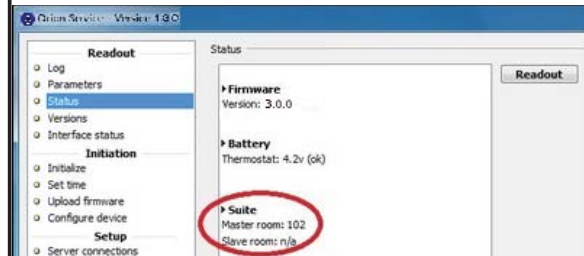 Orion Service - Version 1.8.0
Readout
Log
Parameters
Status
Versions
Interface status
Initiation
Initialize
Set time
Upload firmware
Configure device
Setup
Server connections
Status
Firmware
Version: 3.0.0
Battery
Thermostat: 4.2v (ok)
Suite
Master room: 102
Slave room: n/a
Readout